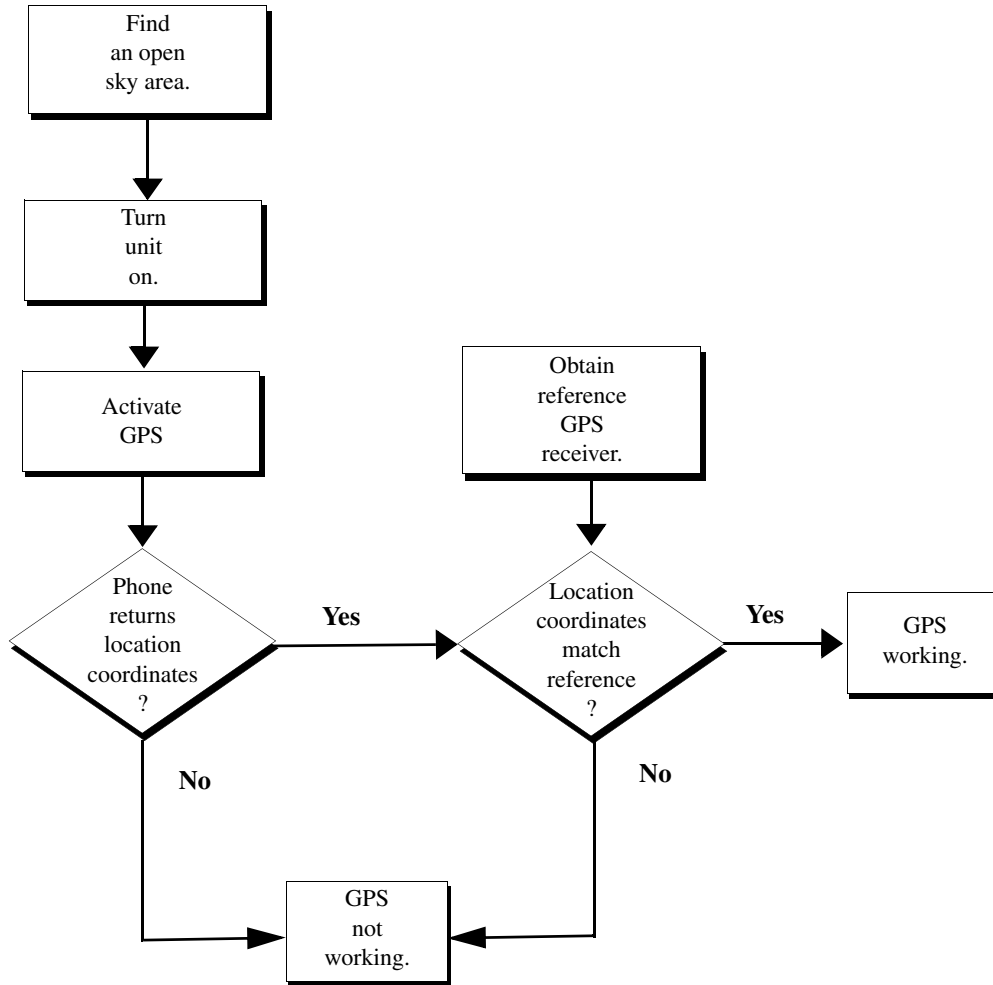 Find
an open
sky area.
Turn
unit
on.
Activate
GPS
Obtain
reference
GPS
receiver.
Phone
returns
location
coordinates
?
Yes
Location
coordinates
match
reference
?
Yes
GPS
working.
No
No
GPS
not
working.